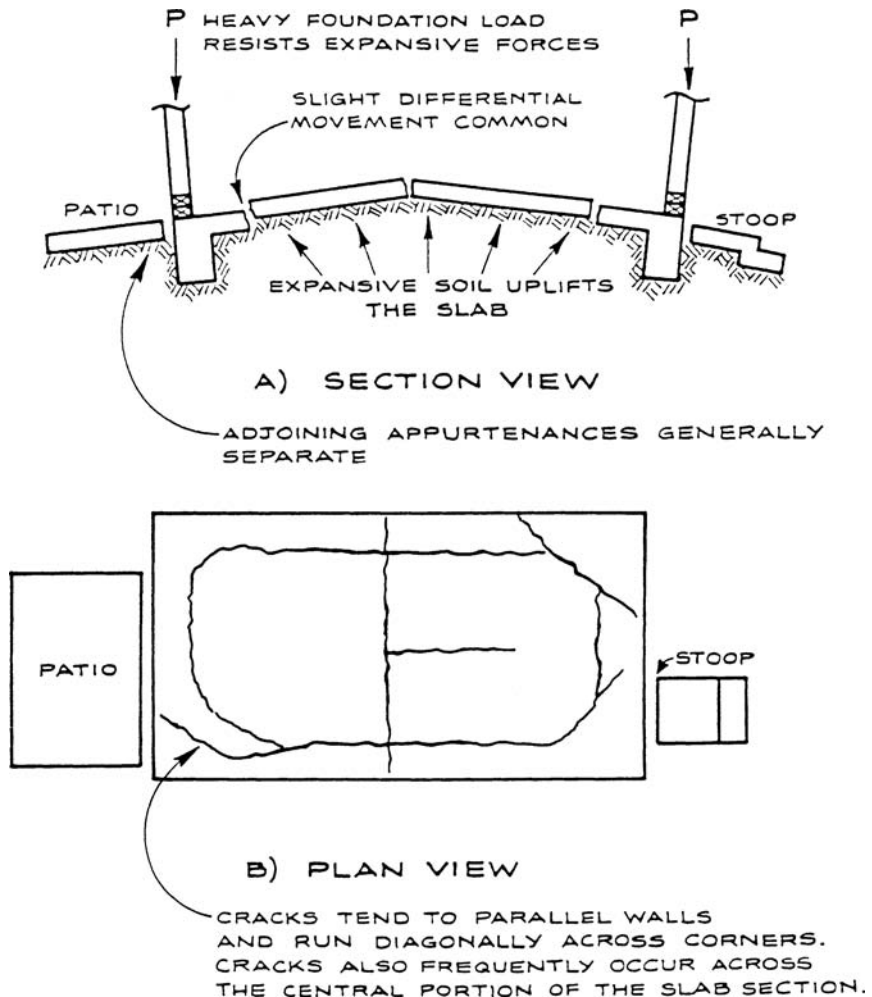 P HEAVY FOUNDATION LOAD
RESISTS EXPANSIVE FORCES
P
SLIGHT DIFFERENTIAL
MOVEMENT COMMON
PATIO
STOOP
EXPANSIVE SOIL UPLIFTS
THE SLAB
A) SECTION VIEW
ADJOINING APPURTENANCES GENERALLY
SEPARATE
PATIO
STOOP
B) PLAN VIEW
CRACKS TEND TO PARALLEL WALLS
AND RUN DIAGONALLY ACROSS CORNERS.
CRACKS ALSO FREQUENTLY OCCUR ACROSS
THE CENTRAL PORTION OF THE SLAB SECTION.